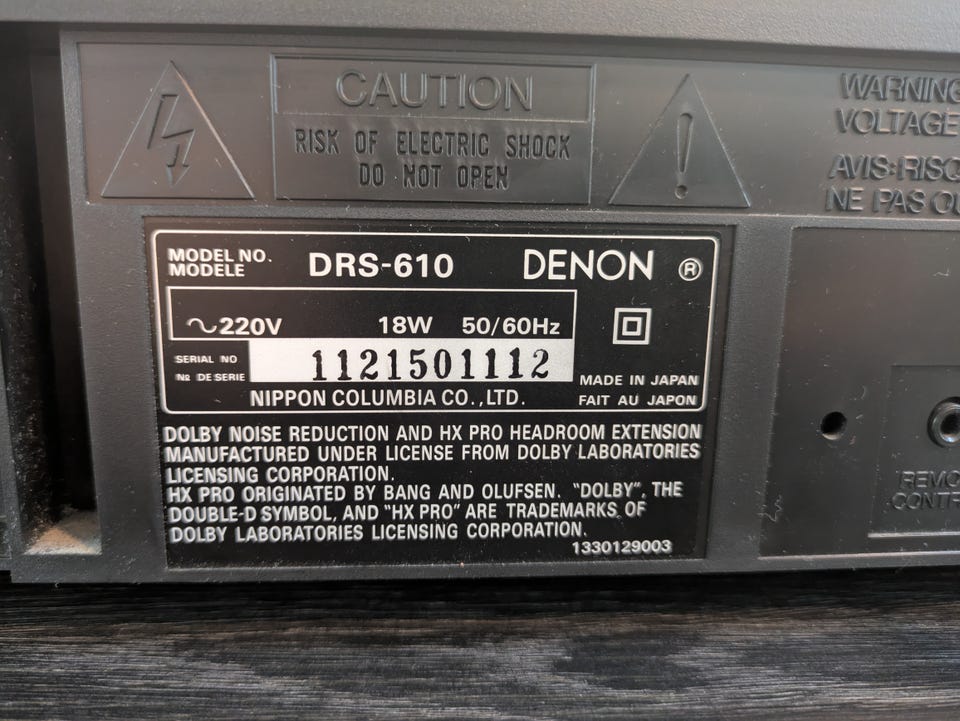 CAUTION
RISK OF ELECTRIC SHOCK
DO NOT OPEN
WARNING
VOLTAGE
AVIS:
NE PAS
MODEL NO.
MODELE
DRS-610
DENON ®
~220V 18W 50/60Hz
SERIAL NO
Nº DE SERIE
1121501112
NIPPON COLUMBIA CO.,LTD.
MADE IN JAPAN
FAIT AU JAPON
DOLBY NOISE REDUCTION AND HX PRO HEADROOM EXTENSION
MANUFACTURED UNDER LICENSE FROM DOLBY LABORATORIES
LICENSING CORPORATION.
HX PRO ORIGINATED BY BANG AND OLUFSEN. "DOLBY", THE
DOUBLE-D SYMBOL, AND "HX PRO" ARE TRADEMARKS OF
DOLBY LABORATORIES LICENSING CORPORATION.
1330129003